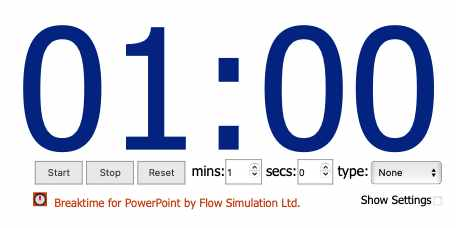 01:00
Start Stop Reset mins: 1 secs: 0 type: None
Breaktime for PowerPoint by Flow Simulation Ltd. Show Settings